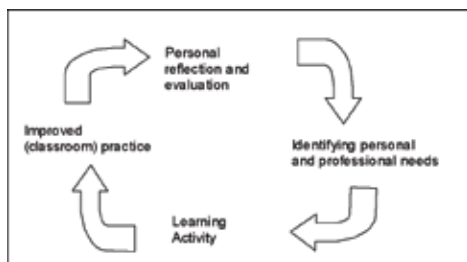 Personal
reflection and
evaluation
Identifying personal
and professional needs
Learning
Activity
Improved
(classroom) practice